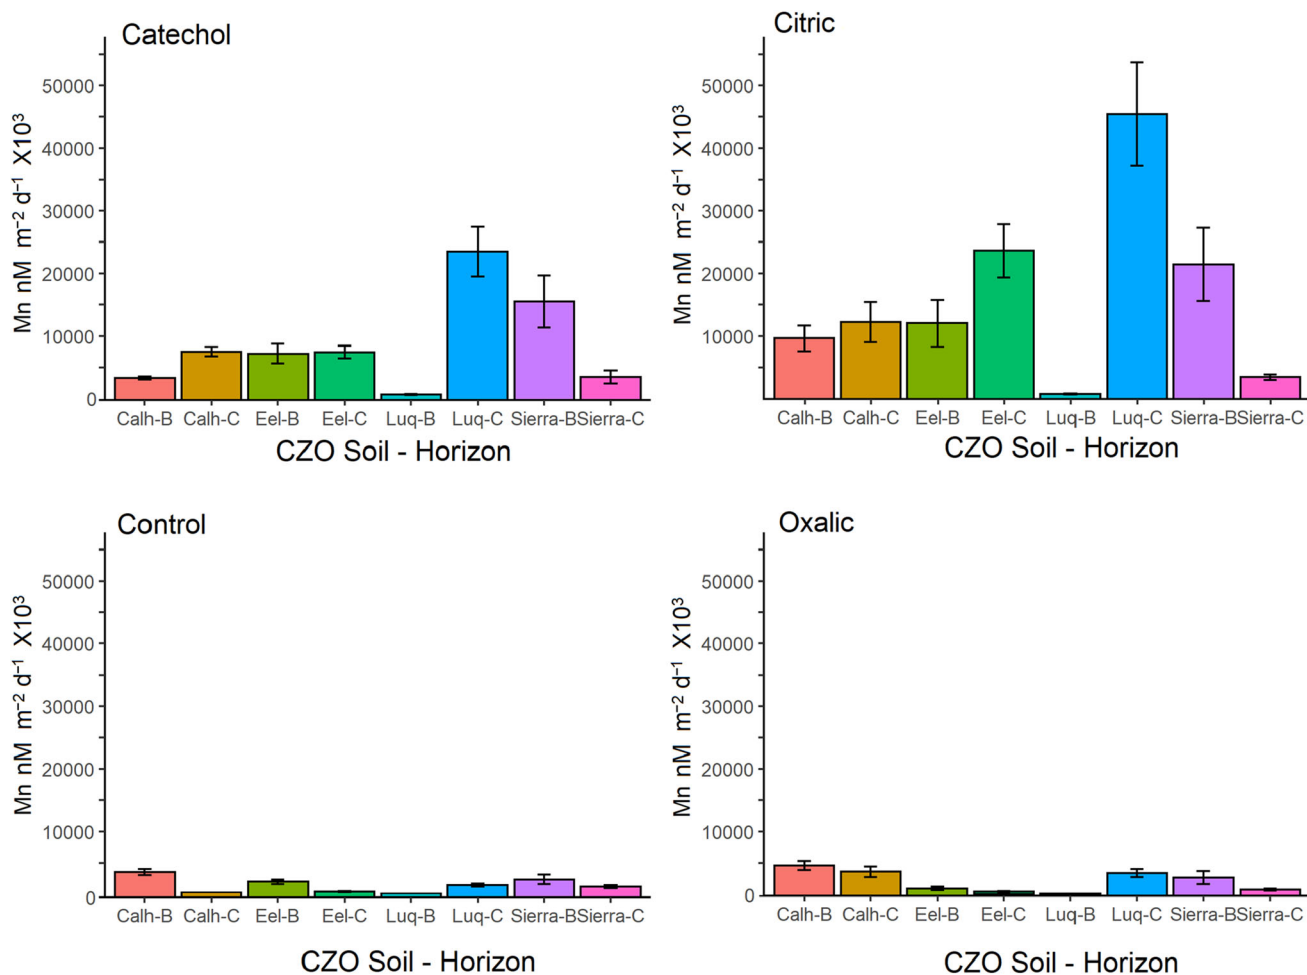 Catechol
Mn nM m⁻² d⁻¹ X10³
50000
40000
30000
20000
10000
0
Calh-B Calh-C Eel-B Eel-C Luq-B Luq-C Sierra-B Sierra-C
CZO Soil - Horizon
Citric
Mn nM m⁻² d⁻¹ X10³
50000
40000
30000
20000
10000
0
Calh-B Calh-C Eel-B Eel-C Luq-B Luq-C Sierra-B Sierra-C
CZO Soil - Horizon
Control
Mn nM m⁻² d⁻¹ X10³
50000
40000
30000
20000
10000
0
Calh-B Calh-C Eel-B Eel-C Luq-B Luq-C Sierra-B Sierra-C
CZO Soil - Horizon
Oxalic
Mn nM m⁻² d⁻¹ X10³
50000
40000
30000
20000
10000
0
Calh-B Calh-C Eel-B Eel-C Luq-B Luq-C Sierra-B Sierra-C
CZO Soil - Horizon